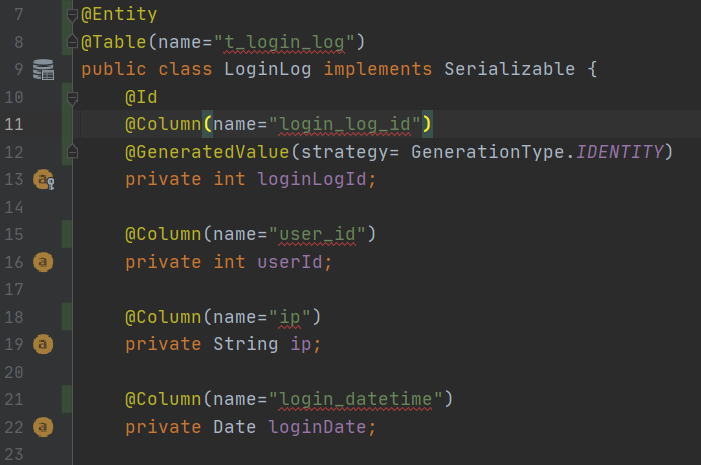 7 @Entity
8 @Table(name="t_login_log")
9 public class LoginLog implements Serializable {
10 @Id
11 @Column(name="login_log_id")
12 @GeneratedValue(strategy= GenerationType.IDENTITY)
13 private int loginLogId;
14
15 @Column(name="user_id")
16 private int userId;
17
18 @Column(name="ip")
19 private String ip;
20
21 @Column(name="login_datetime")
22 private Date loginDate;
23